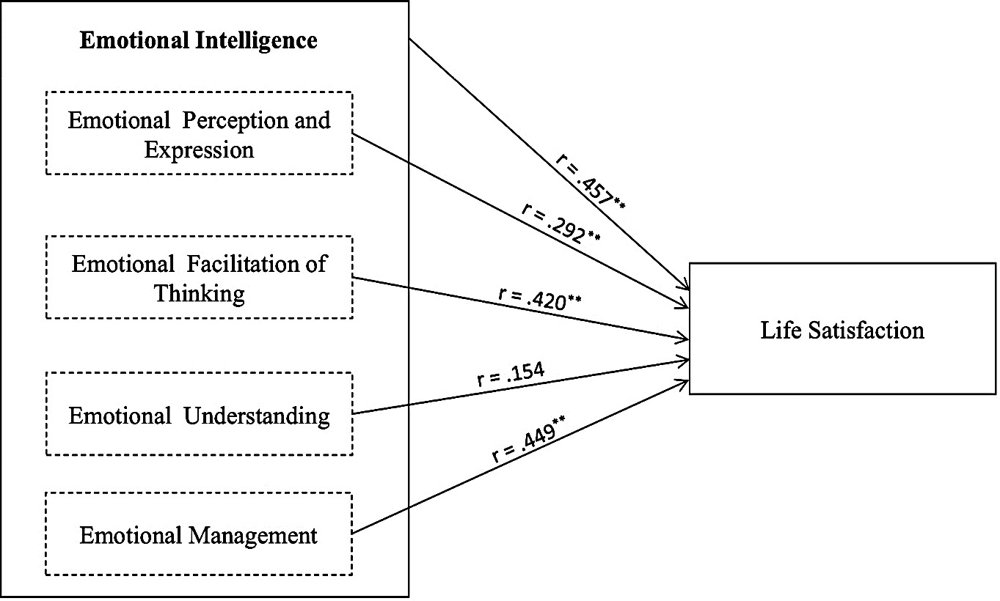 Emotional Intelligence
Emotional Perception and
Expression
Emotional Facilitation of
Thinking
Emotional Understanding
Emotional Management
r = .457**
r = .292**
r = .420**
r = .154
r = .449**
Life Satisfaction